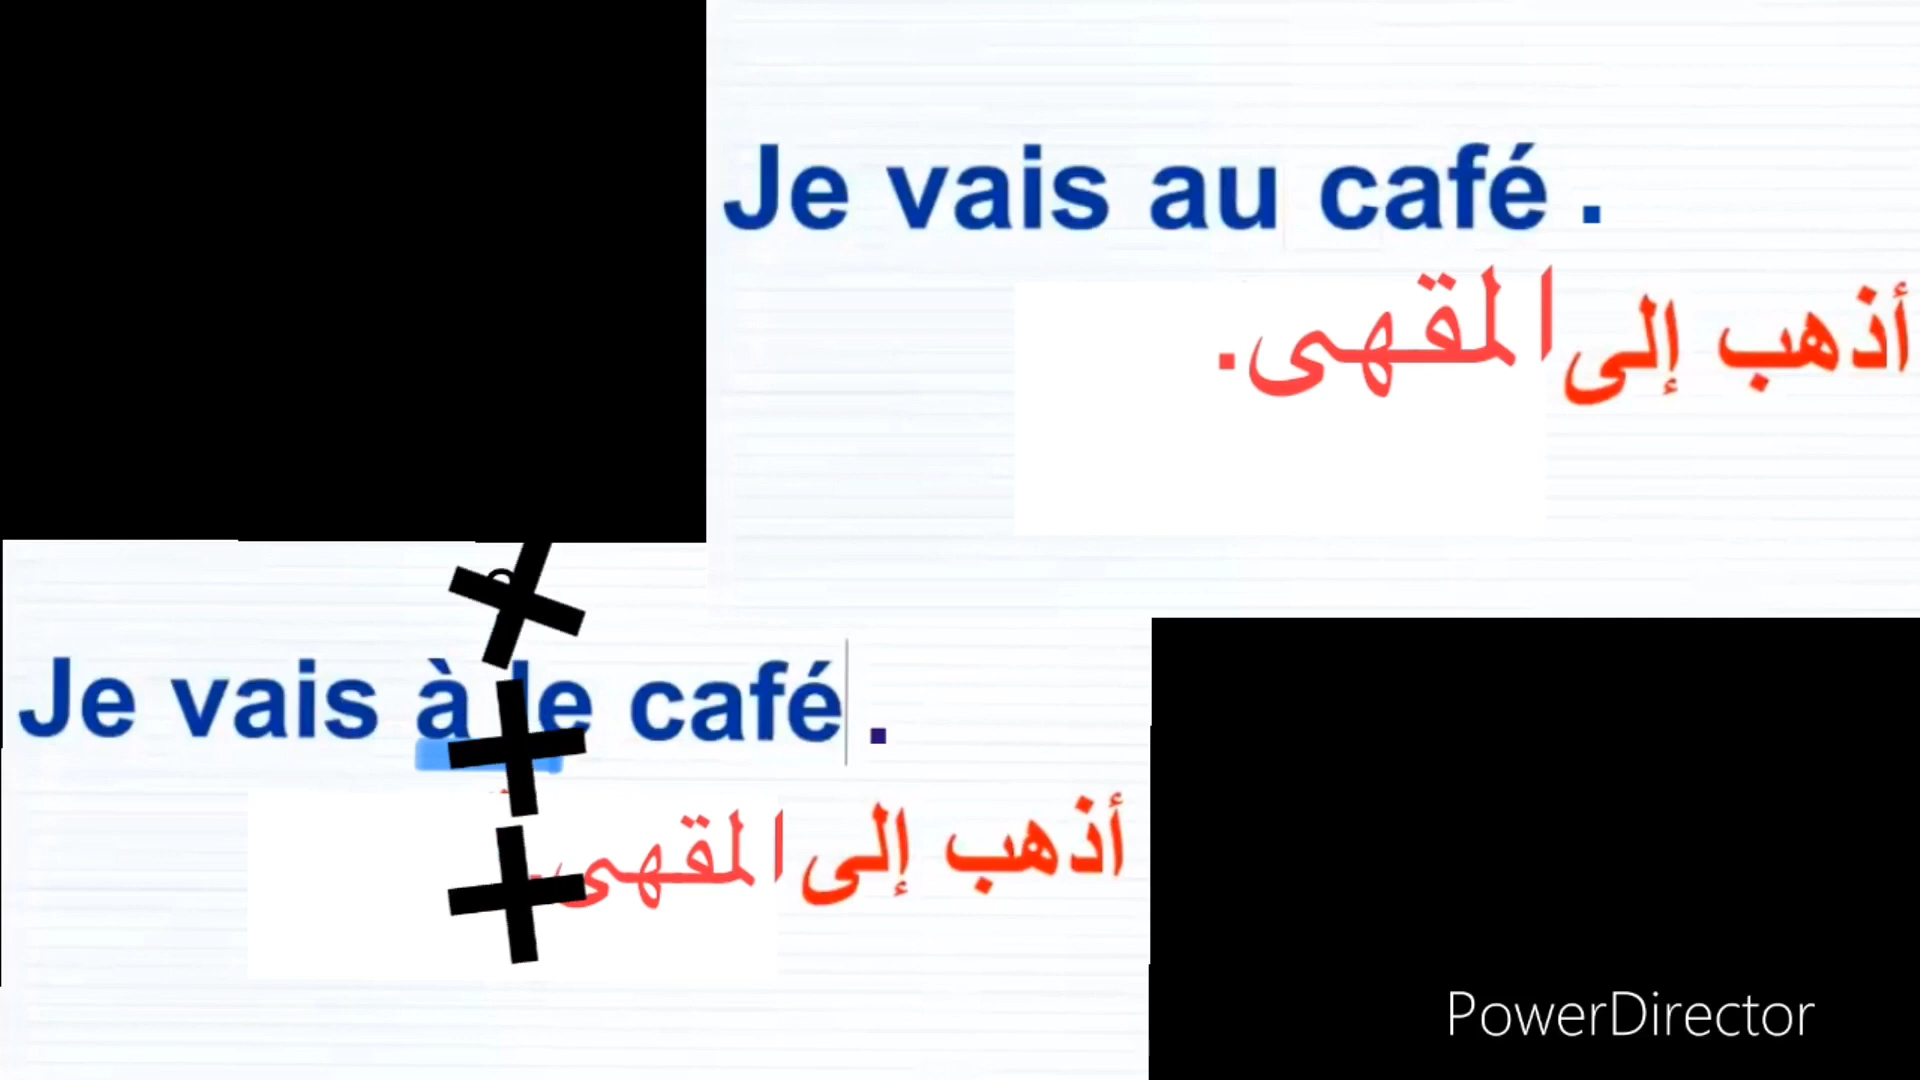 Je vais au café .
أذهب إلى المقهى.
Je vais à le café .
أذهب إلى المقهى.
PowerDirector